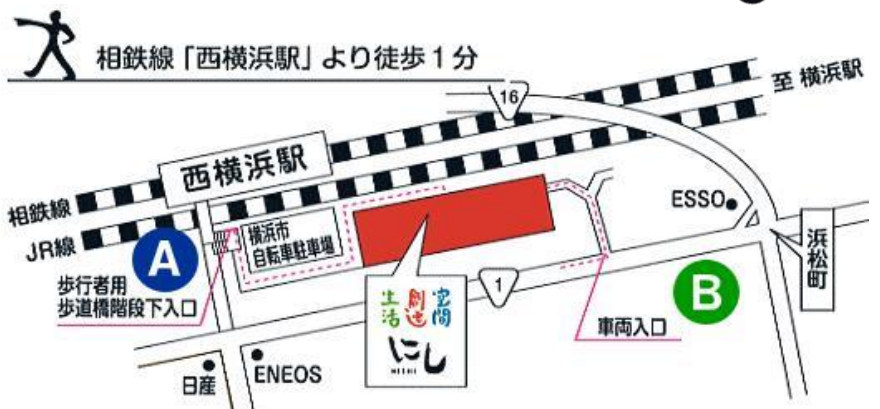 相鉄線「西横浜駅」より徒歩1分
16
至 横浜駅
西横浜駅
相鉄線
JR線
A
歩行者用
歩道橋階段下入口
横浜市
自転車駐車場
ESSO
浜松町
1
B
車両入口
生活
創造
空間
にし
NISHI
日産
ENEOS